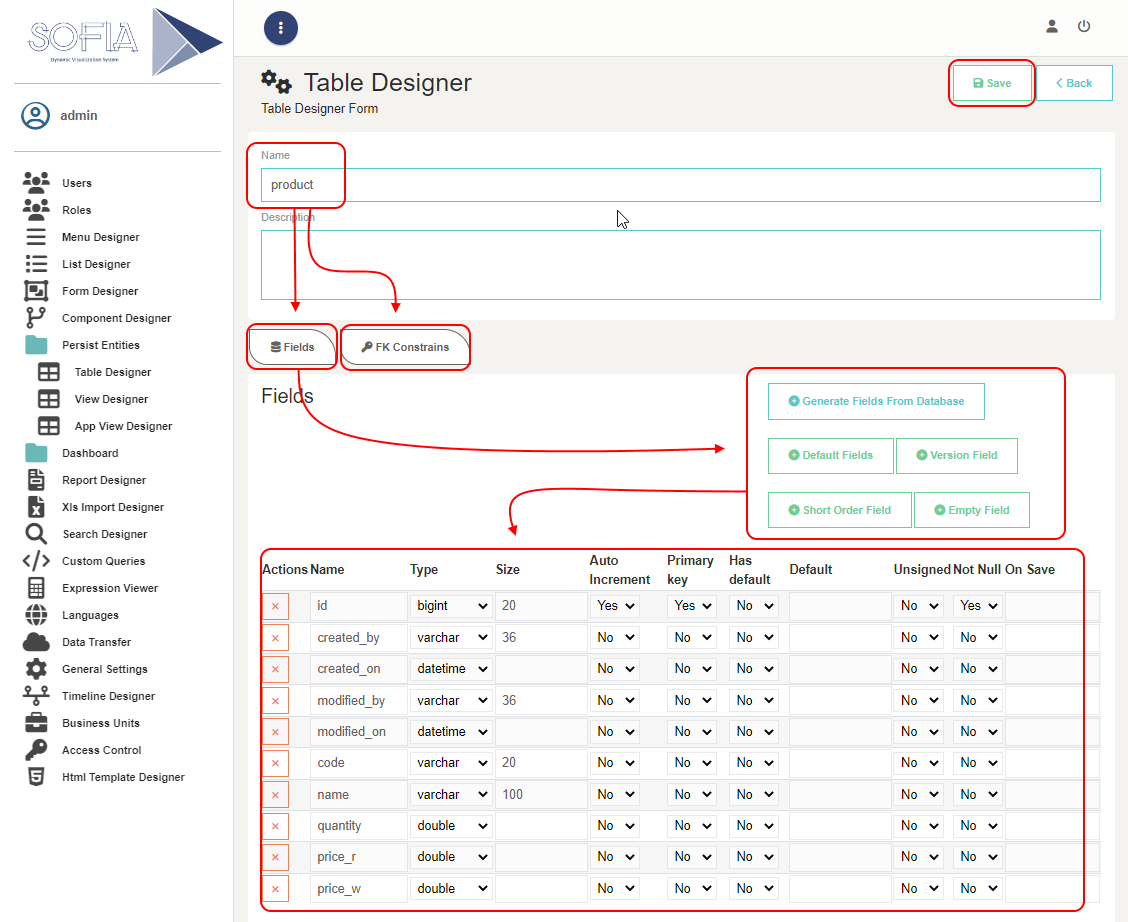 SOFIA
Dynamic Visualization System
admin
Users
Roles
Menu Designer
List Designer
Form Designer
Component Designer
Persist Entities
Table Designer
View Designer
App View Designer
Dashboard
Report Designer
Xls Import Designer
Search Designer
Custom Queries
Expression Viewer
Languages
Data Transfer
General Settings
Timeline Designer
Business Units
Access Control
Html Template Designer
Table Designer
Table Designer Form
Save
Back
Name
product
Description
Fields
FK Constrains
Fields
Generate Fields From Database
Default Fields
Version Field
Short Order Field
Empty Field
Actions Name Type Size Auto Increment Primary key Has default Default Unsigned Not Null On Save
× id bigint 20 Yes Yes No No Yes
× created_by varchar 36 No No No No No
× created_on datetime No No No No No
× modified_by varchar 36 No No No No No
× modified_on datetime No No No No No
× code varchar 20 No No No No No
× name varchar 100 No No No No No
× quantity double No No No No No
× price_r double No No No No No
× price_w double No No No No No